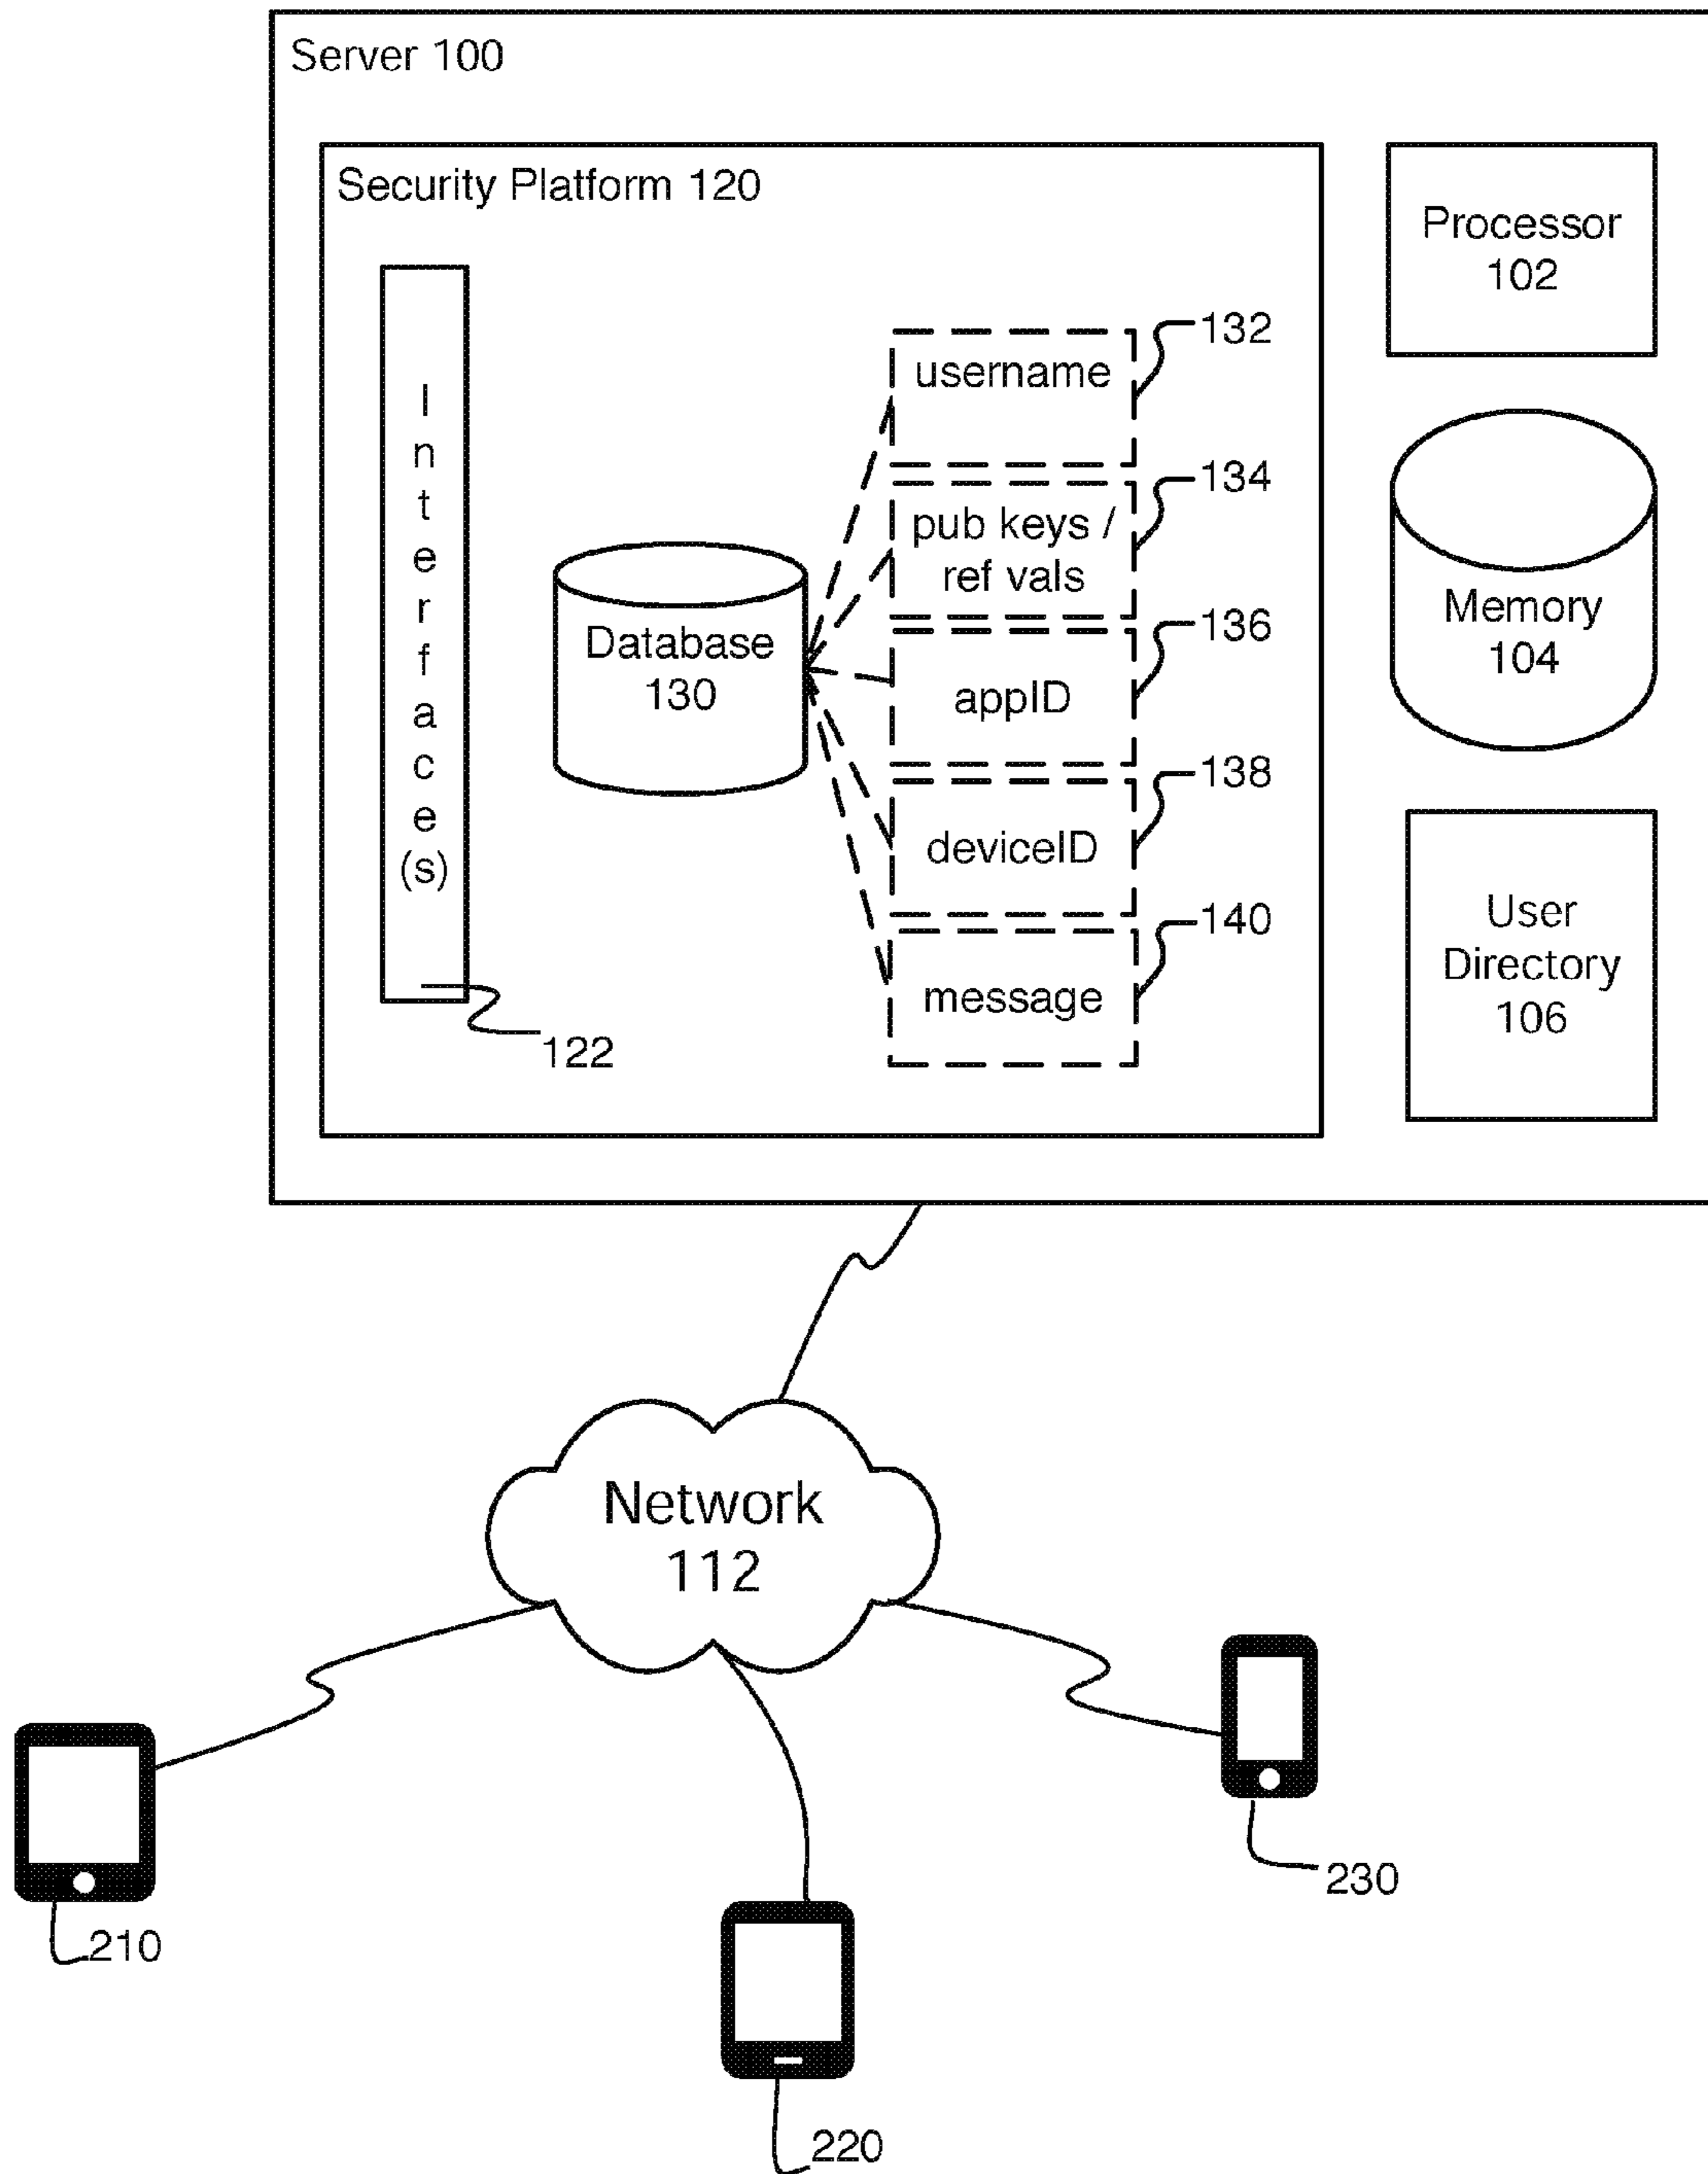 Server 100
Security Platform 120
Processor
102
Interface
(s)
122
Database
130
username
132
pub keys /
ref vals
134
appID
136
deviceID
138
message
140
Memory
104
User
Directory
106
Network
112
210
220
230